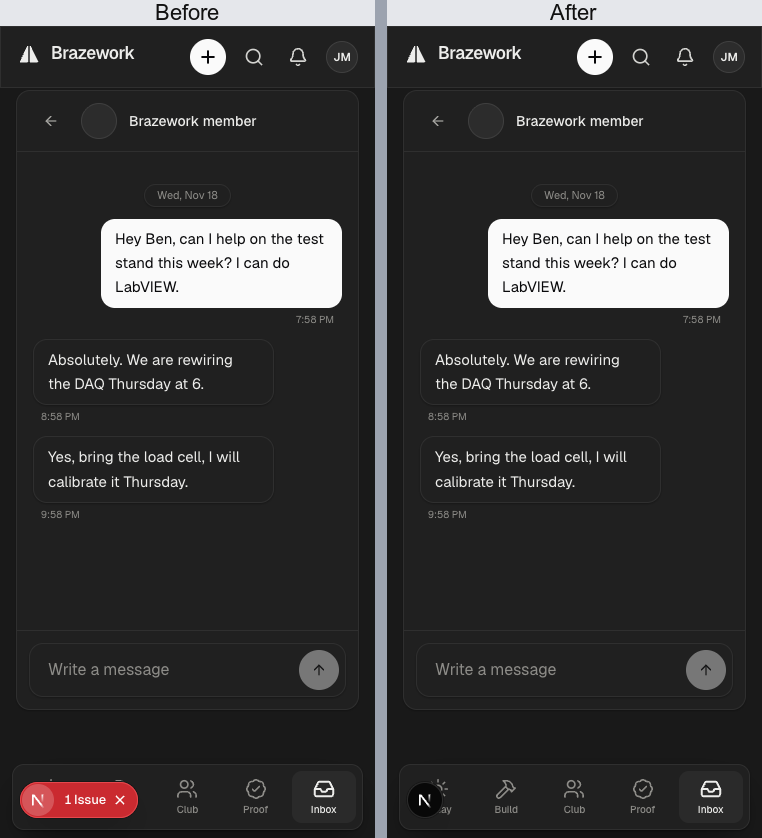 Before
Brazework
JM
Brazework member
Wed, Nov 18
Hey Ben, can I help on the test
stand this week? I can do
LabVIEW.
7:58 PM
Absolutely. We are rewiring
the DAQ Thursday at 6.
8:58 PM
Yes, bring the load cell, I will
calibrate it Thursday.
9:58 PM
Write a message
N
1 Issue
Club
Proof
Inbox
After
Brazework
JM
Brazework member
Wed, Nov 18
Hey Ben, can I help on the test
stand this week? I can do
LabVIEW.
7:58 PM
Absolutely. We are rewiring
the DAQ Thursday at 6.
8:58 PM
Yes, bring the load cell, I will
calibrate it Thursday.
9:58 PM
Write a message
N
Build
Club
Proof
Inbox